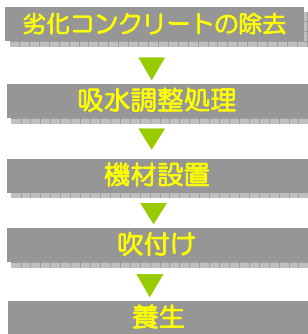 劣化コンクリートの除去
吸水調整処理
機材設置
吹付け
養生